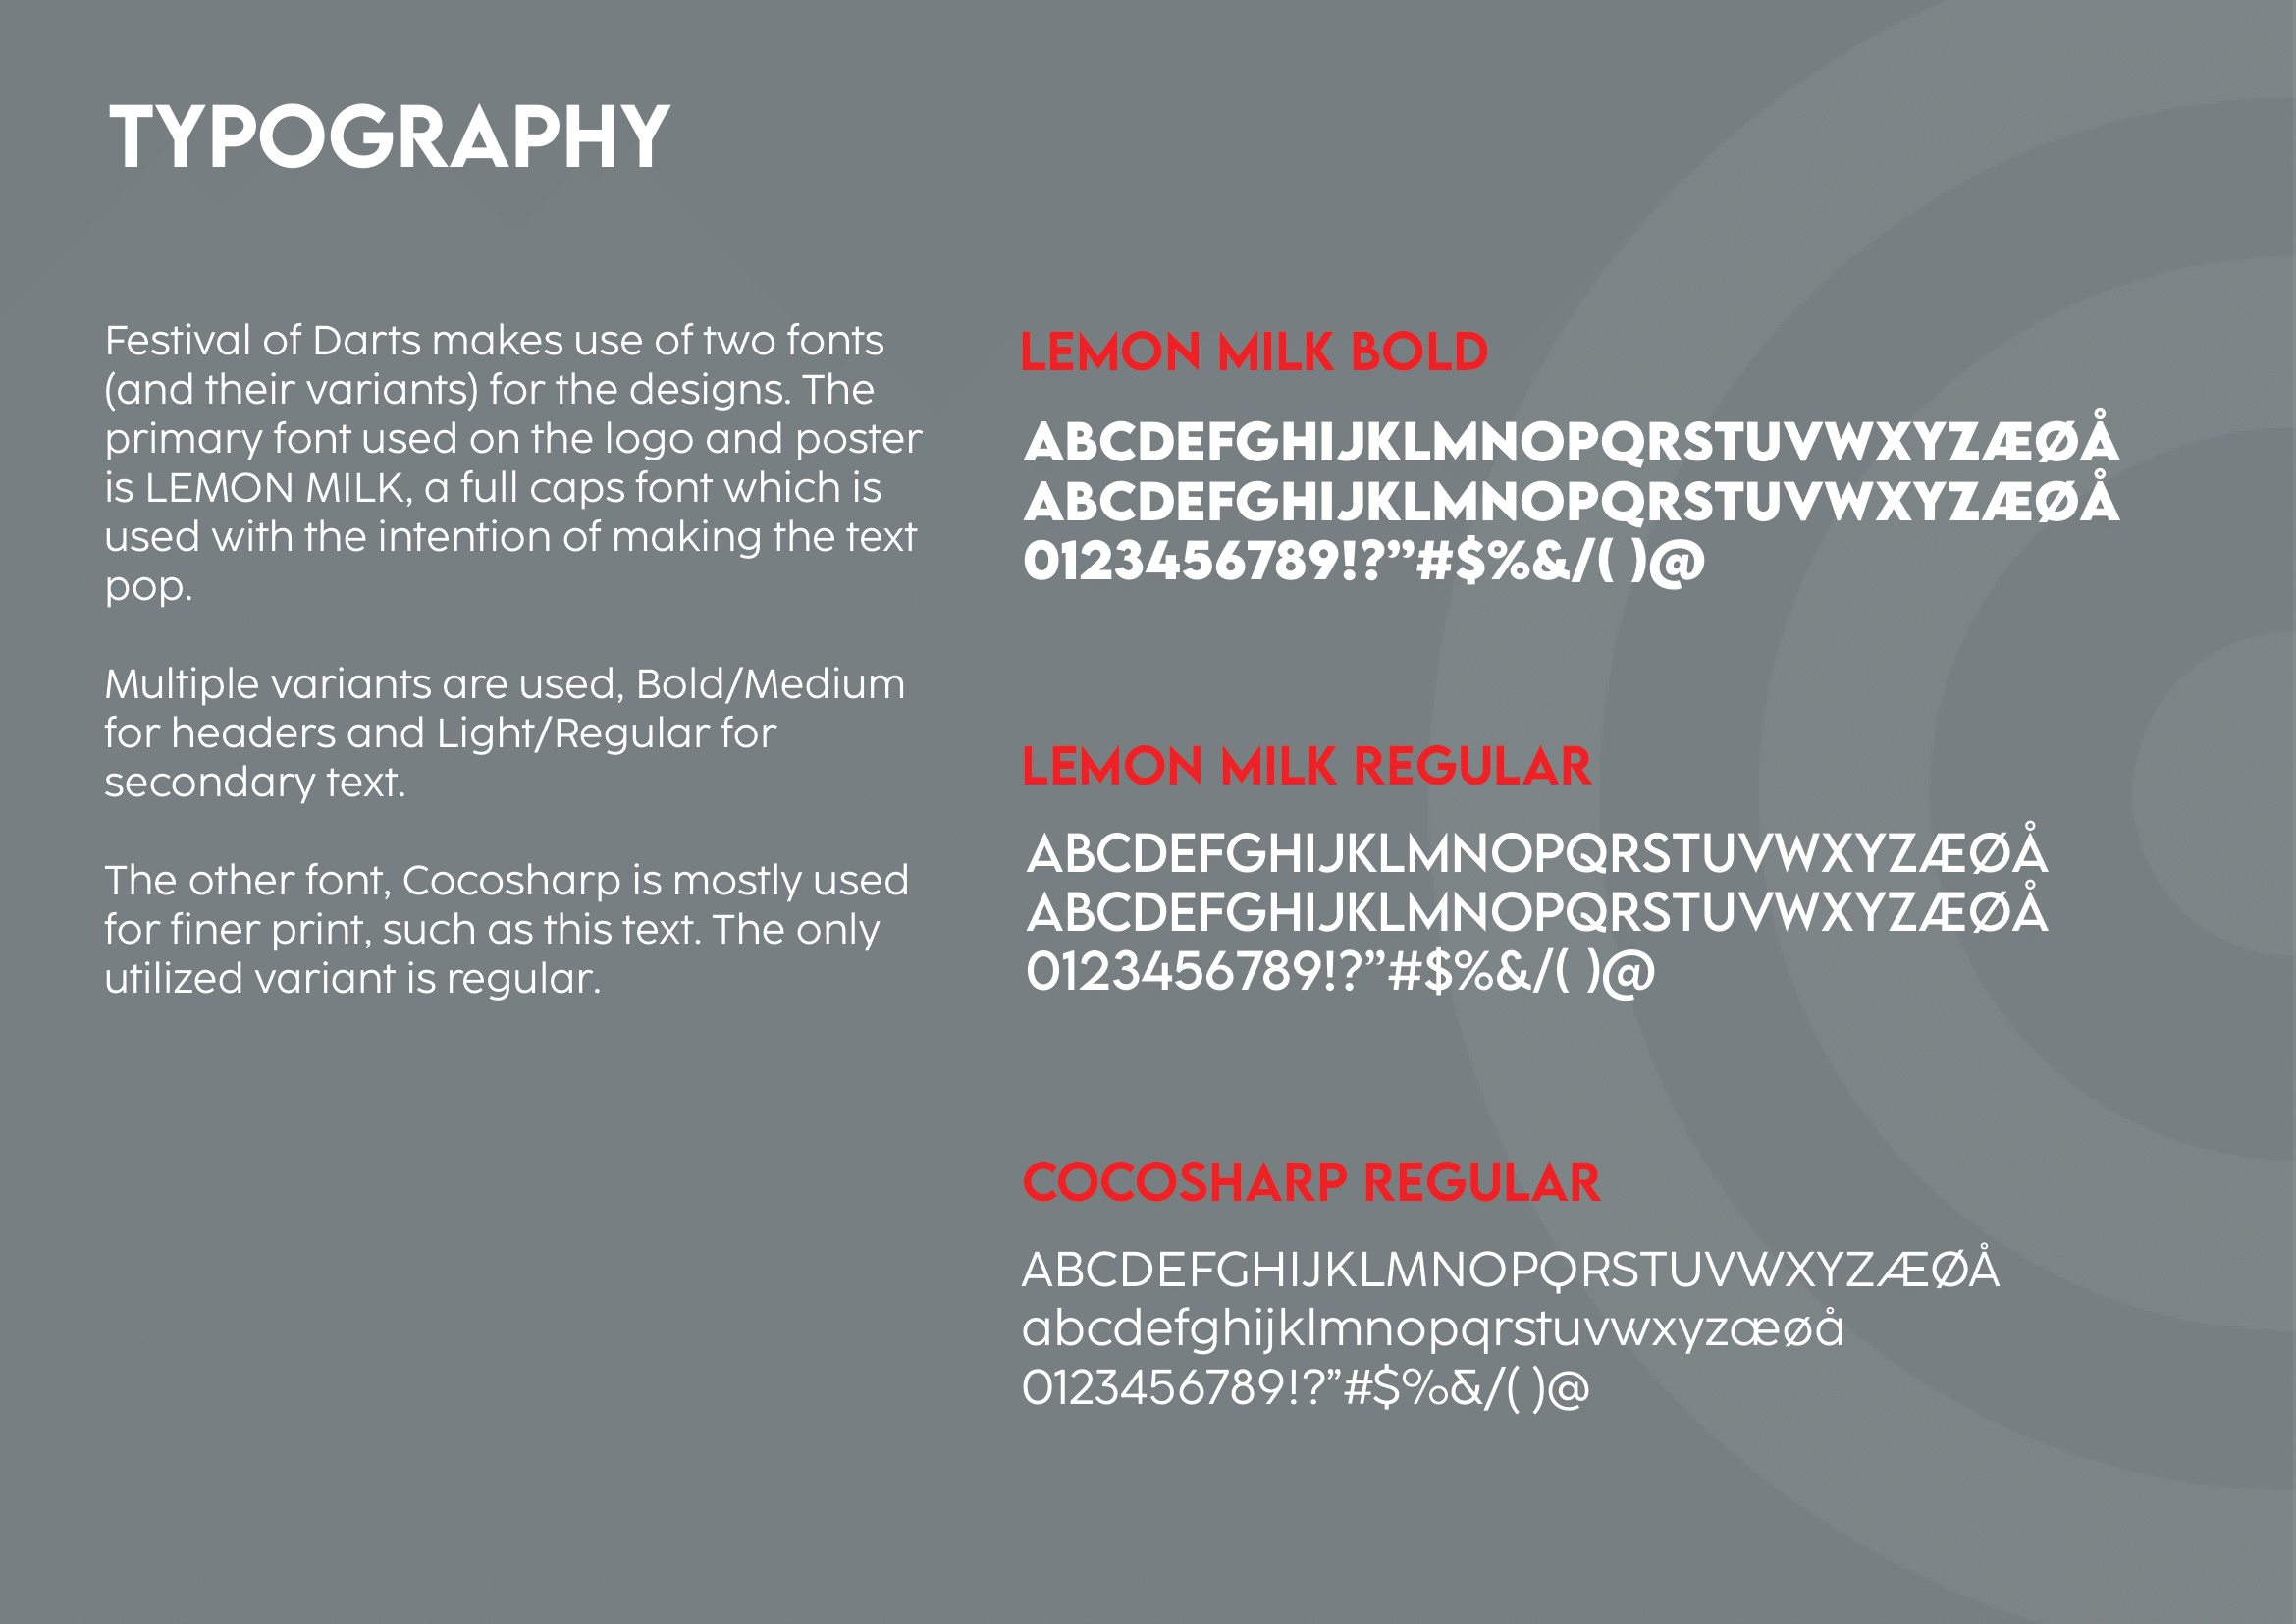 TYPOGRAPHY
Festival of Darts makes use of two fonts
(and their variants) for the designs. The
primary font used on the logo and poster
is LEMON MILK, a full caps font which is
used with the intention of making the text
pop.
Multiple variants are used, Bold/Medium
for headers and Light/Regular for
secondary text.
The other font, Cocosharp is mostly used
for finer print, such as this text. The only
utilized variant is regular.
LEMON MILK BOLD
ABCDEFGHIJKLMNOPQRSTUVWXYZÆØÅ
ABCDEFGHIJKLMNOPQRSTUVWXYZÆØÅ
0123456789!?”#$%&/( )@
LEMON MILK REGULAR
ABCDEFGHIJKLMNOPQRSTUVWXYZÆØÅ
ABCDEFGHIJKLMNOPQRSTUVWXYZÆØÅ
0123456789!?”#$%&/( )@
COCOSHARP REGULAR
ABCDEFGHIJKLMNOPQRSTUVWXYZÆØÅ
abcdefghijklmnopqrstuvwxyzæøå
0123456789!?”#$%&/( )@